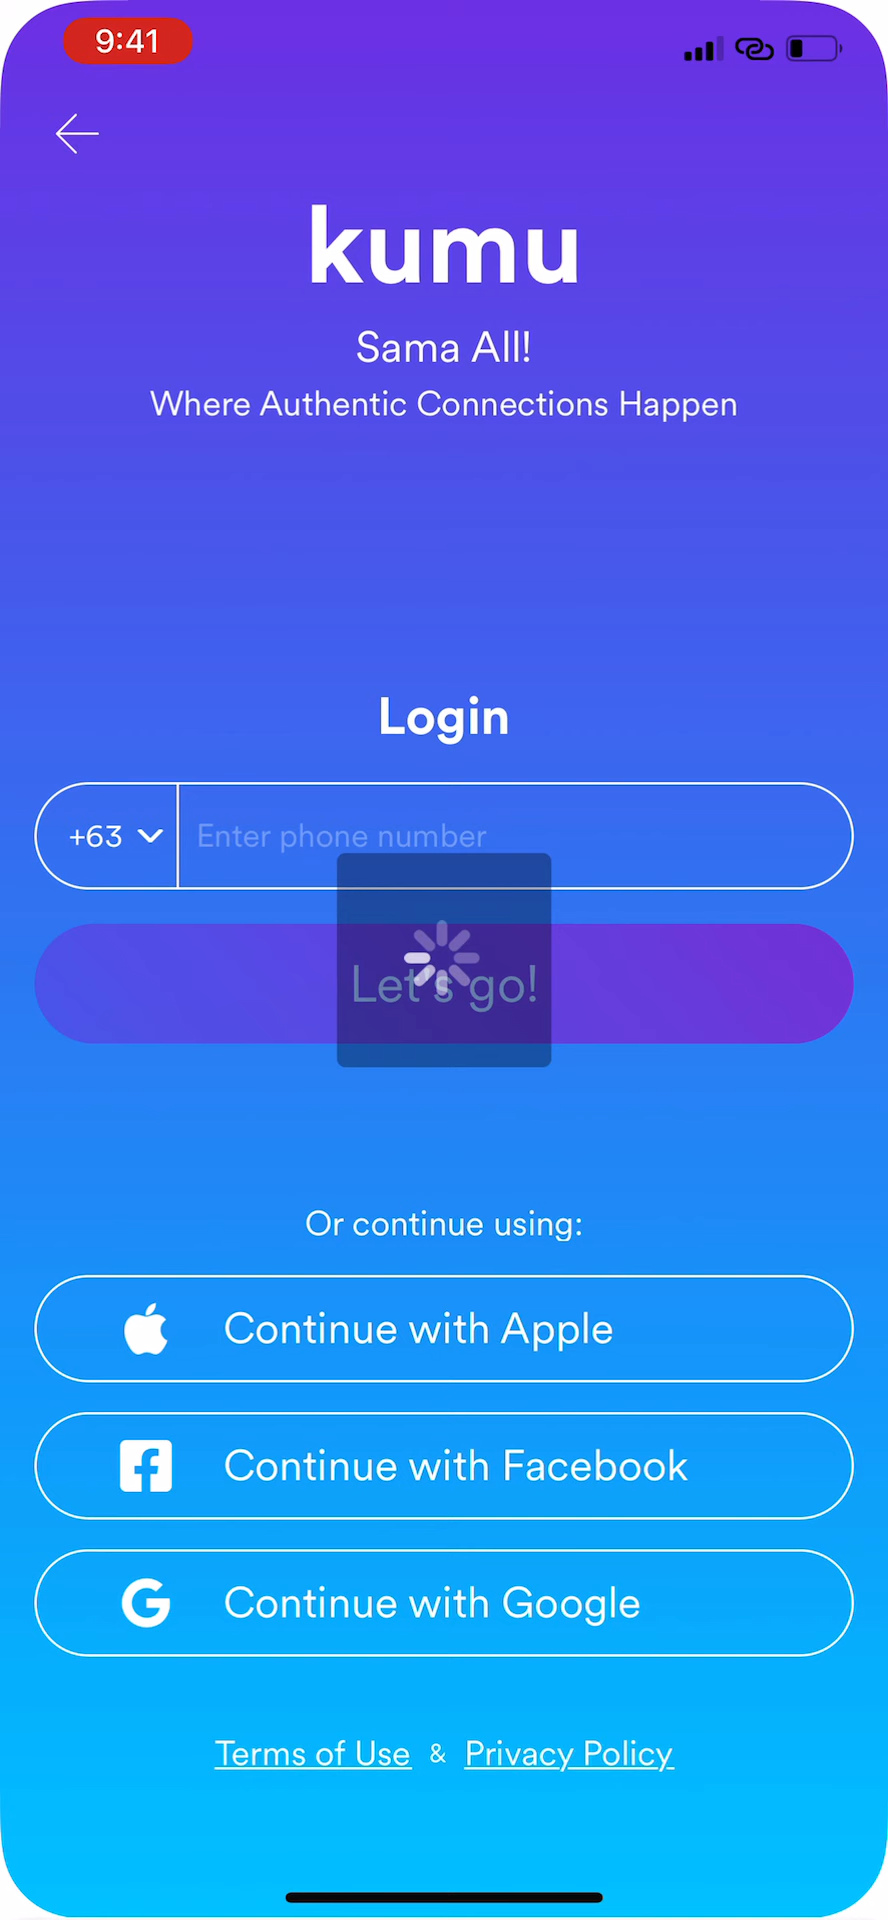 9:41
kumu
Sama All!
Where Authentic Connections Happen
Login
+63 Enter phone number
Let's go!
Or continue using:
Continue with Apple
Continue with Facebook
Continue with Google
Terms of Use & Privacy Policy